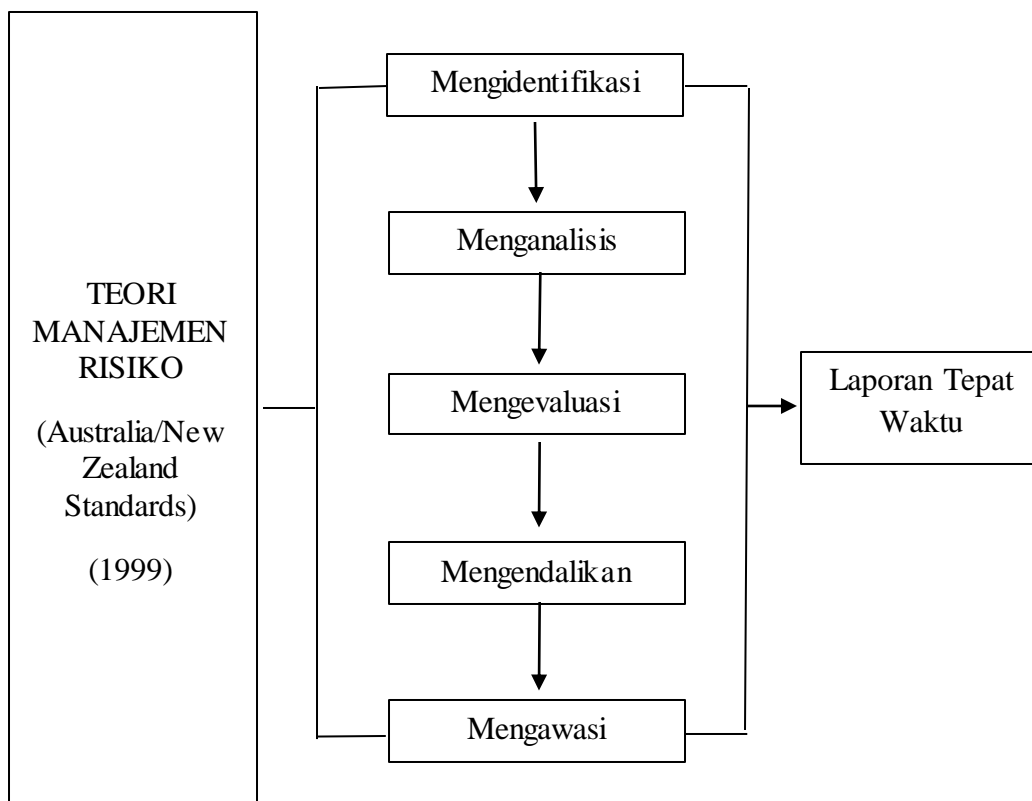 TEORI
MANAJEMEN
RISIKO
(Australia/New
Zealand
Standards)
(1999)
Mengidentifikasi
Menganalisis
Mengevaluasi
Mengendalikan
Mengawasi
Laporan Tepat
Waktu